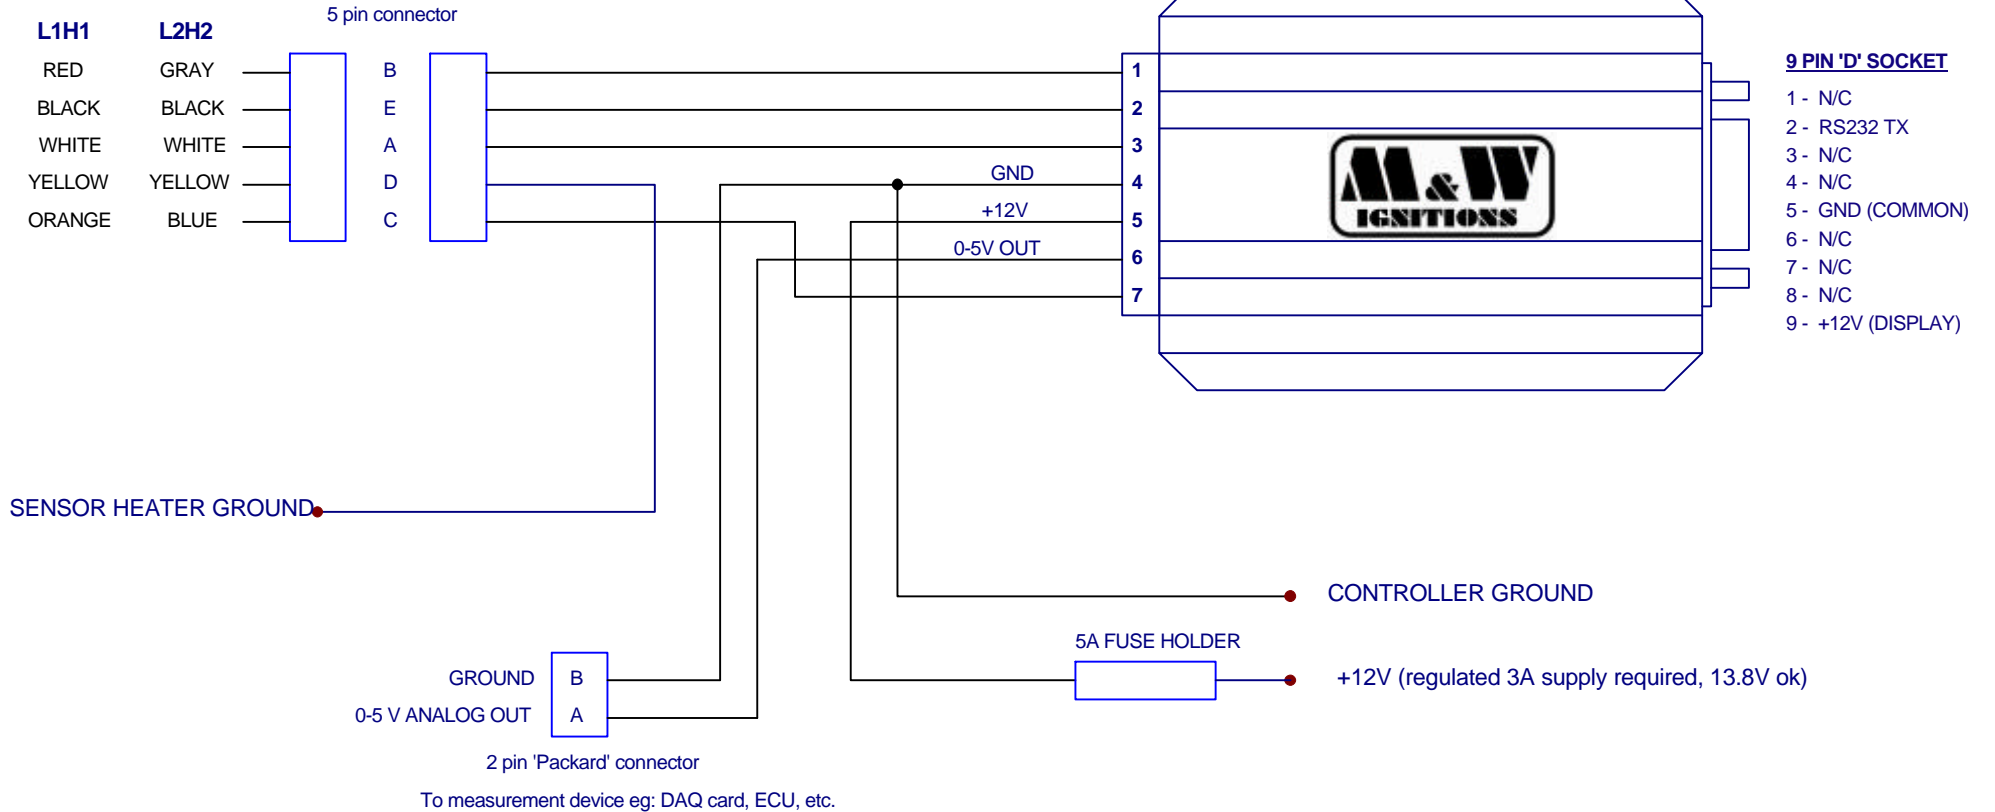 5 pin connector
L1H1 L2H2
RED GRAY B
BLACK BLACK E
WHITE WHITE A
YELLOW YELLOW D
ORANGE BLUE C
1
2
3
GND 4
+12V 5
0-5V OUT 6
7
M&W
IGNITIONS
9 PIN 'D' SOCKET
1 - N/C
2 - RS232 TX
3 - N/C
4 - N/C
5 - GND (COMMON)
6 - N/C
7 - N/C
8 - N/C
9 - +12V (DISPLAY)
SENSOR HEATER GROUND
CONTROLLER GROUND
5A FUSE HOLDER
+12V (regulated 3A supply required, 13.8V ok)
GROUND B
0-5 V ANALOG OUT A
2 pin 'Packard' connector
To measurement device eg: DAQ card, ECU, etc.